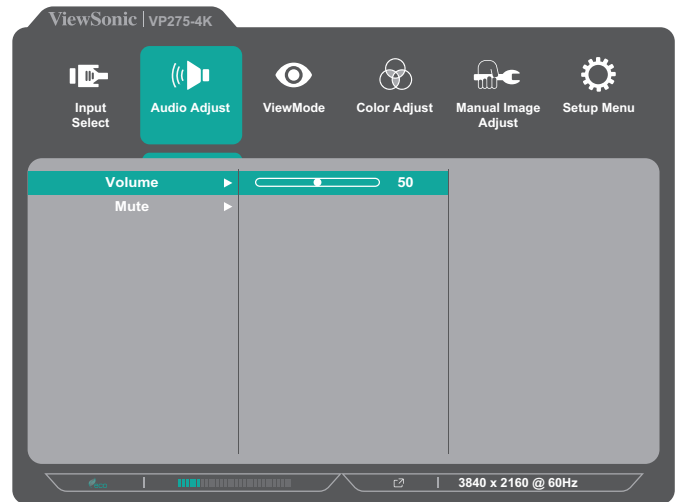 ViewSonic | VP275-4K
Input Select
Audio Adjust
ViewMode
Color Adjust
Manual Image Adjust
Setup Menu
Volume 50
Mute
eco
3840 x 2160 @ 60Hz